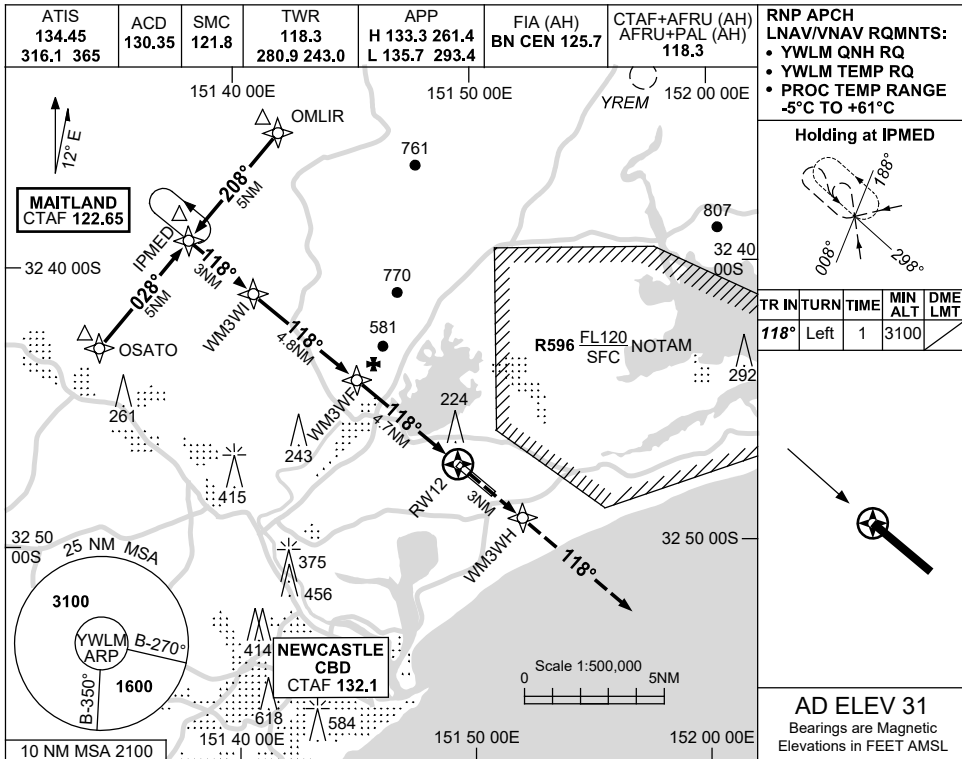 ATIS
134.45
316.1 365
ACD
130.35
SMC
121.8
TWR
118.3
280.9 243.0
APP
H 133.3 261.4
L 135.7 293.4
FIA (AH)
BN CEN 125.7
CTAF+AFRU (AH)
AFRU+PAL (AH)
118.3
RNP APCH
LNAV/VNAV RQMNTS:
• YWLM QNH RQ
• YWLM TEMP RQ
• PROC TEMP RANGE
-5°C TO +61°C
151 40 00E
151 50 00E
152 00 00E
YREM
12° E
OMLIR
761
208°
5NM
MAITLAND
CTAF 122.65
807
IPMED
32 40 00S
32 40
00S
118°
3NM
028°
5NM
770
WM3WI
118°
4.8NM
581
R596 FL120
SFC
NOTAM
OSATO
292
261
WM3WF
118°
4.7NM
224
243
415
RW12
3NM
WM3WH
118°
32 50
00S
32 50 00S
25 NM MSA
375
456
3100
YWLM
ARP
B-270°
B-350°
1600
414
NEWCASTLE
CBD
CTAF 132.1
618
584
Scale 1:500,000
0
5NM
10 NM MSA 2100
151 40 00E
151 50 00E
152 00 00E
Holding at IPMED
188°
008°
298°
TR IN TURN TIME MIN ALT DME LMT
118° Left 1 3100
AD ELEV 31
Bearings are Magnetic
Elevations in FEET AMSL